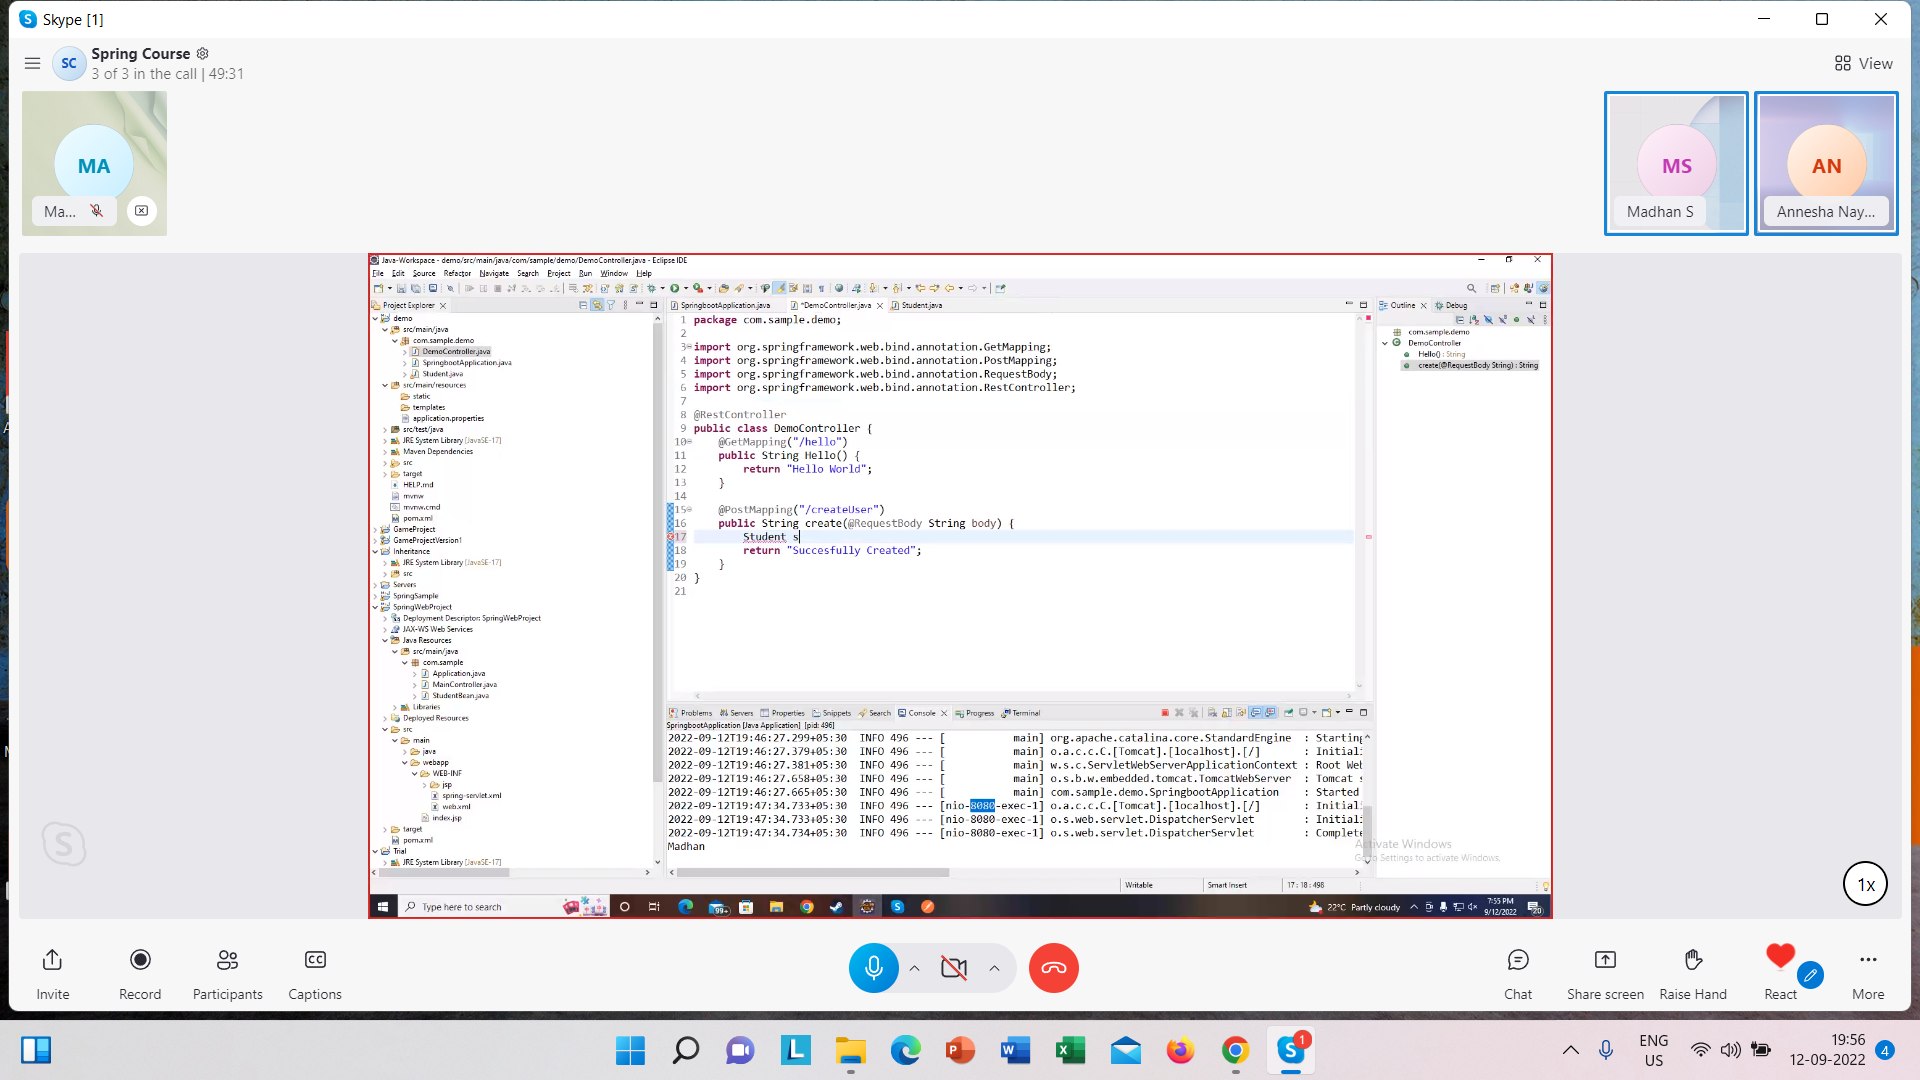 Skype [1]
SC
Spring Course
3 of 3 in the call | 49:31
View
MA
Ma...
MS
Madhan S
AN
Annesha Nay...
Java-Workspace - demo/src/main/java/com/sample/demo/DemoController.java - Eclipse IDE
File Edit Source Refactor Navigate Search Project Run Window Help
Project Explorer
demo
src/main/java
com.sample.demo
DemoController.java
SpringbootApplication.java
Student.java
src/main/resources
static
templates
application.properties
src/test/java
JRE System Library [JavaSE-17]
Maven Dependencies
src
target
HELP.md
mvnw
mvnw.cmd
pom.xml
GameProject
GameProjectVersion1
Inheritance
JRE System Library [JavaSE-17]
src
Servers
SpringSample
SpringWebProject
Deployment Descriptor: SpringWebProject
JAX-WS Web Services
Java Resources
src/main/java
com.sample
Application.java
MainController.java
StudentBean.java
Libraries
Deployed Resources
src
main
java
webapp
WEB-INF
jsp
spring-servlet.xml
web.xml
index.jsp
target
pom.xml
Trial
JRE System Library [JavaSE-17]
SpringbootApplication.java *DemoController.java Student.java
1 package com.sample.demo;
2
3 import org.springframework.web.bind.annotation.GetMapping;
4 import org.springframework.web.bind.annotation.PostMapping;
5 import org.springframework.web.bind.annotation.RequestBody;
6 import org.springframework.web.bind.annotation.RestController;
7
8 @RestController
9 public class DemoController {
10 @GetMapping("/hello")
11 public String Hello() {
12 return "Hello World";
13 }
14
15 @PostMapping("/createUser")
16 public String create(@RequestBody String body) {
17 Student s
18 return "Succesfully Created";
19 }
20 }
21
Outline Debug
com.sample.demo
DemoController
Hello() : String
create(@RequestBody String) : String
Problems Servers Properties Snippets Search Console Progress Terminal
SpringbootApplication [Java Application] [pid: 496]
2022-09-12T19:46:27.299+05:30 INFO 496 --- [ main] org.apache.catalina.core.StandardEngine : Starting
2022-09-12T19:46:27.379+05:30 INFO 496 --- [ main] o.a.c.c.C.[Tomcat].[localhost].[/] : Initiali
2022-09-12T19:46:27.381+05:30 INFO 496 --- [ main] w.s.c.ServletWebServerApplicationContext : Root Web
2022-09-12T19:46:27.658+05:30 INFO 496 --- [ main] o.s.b.w.embedded.tomcat.TomcatWebServer : Tomcat s
2022-09-12T19:46:27.665+05:30 INFO 496 --- [ main] com.sample.demo.SpringbootApplication : Started
2022-09-12T19:47:34.733+05:30 INFO 496 --- [nio-8080-exec-1] o.a.c.c.C.[Tomcat].[localhost].[/] : Initiali
2022-09-12T19:47:34.733+05:30 INFO 496 --- [nio-8080-exec-1] o.s.web.servlet.DispatcherServlet : Initiali
2022-09-12T19:47:34.734+05:30 INFO 496 --- [nio-8080-exec-1] o.s.web.servlet.DispatcherServlet : Complete
Madhan
Activate Windows
Go to Settings to activate Windows.
Writable Smart Insert 17 : 18 : 498
Type here to search
99+
22°C Partly cloudy
7:55 PM
9/12/2022
20
1x
Invite
Record
Participants
CC
Captions
Chat
Share screen
Raise Hand
React
More
ENG
US
19:56
12-09-2022
4
1